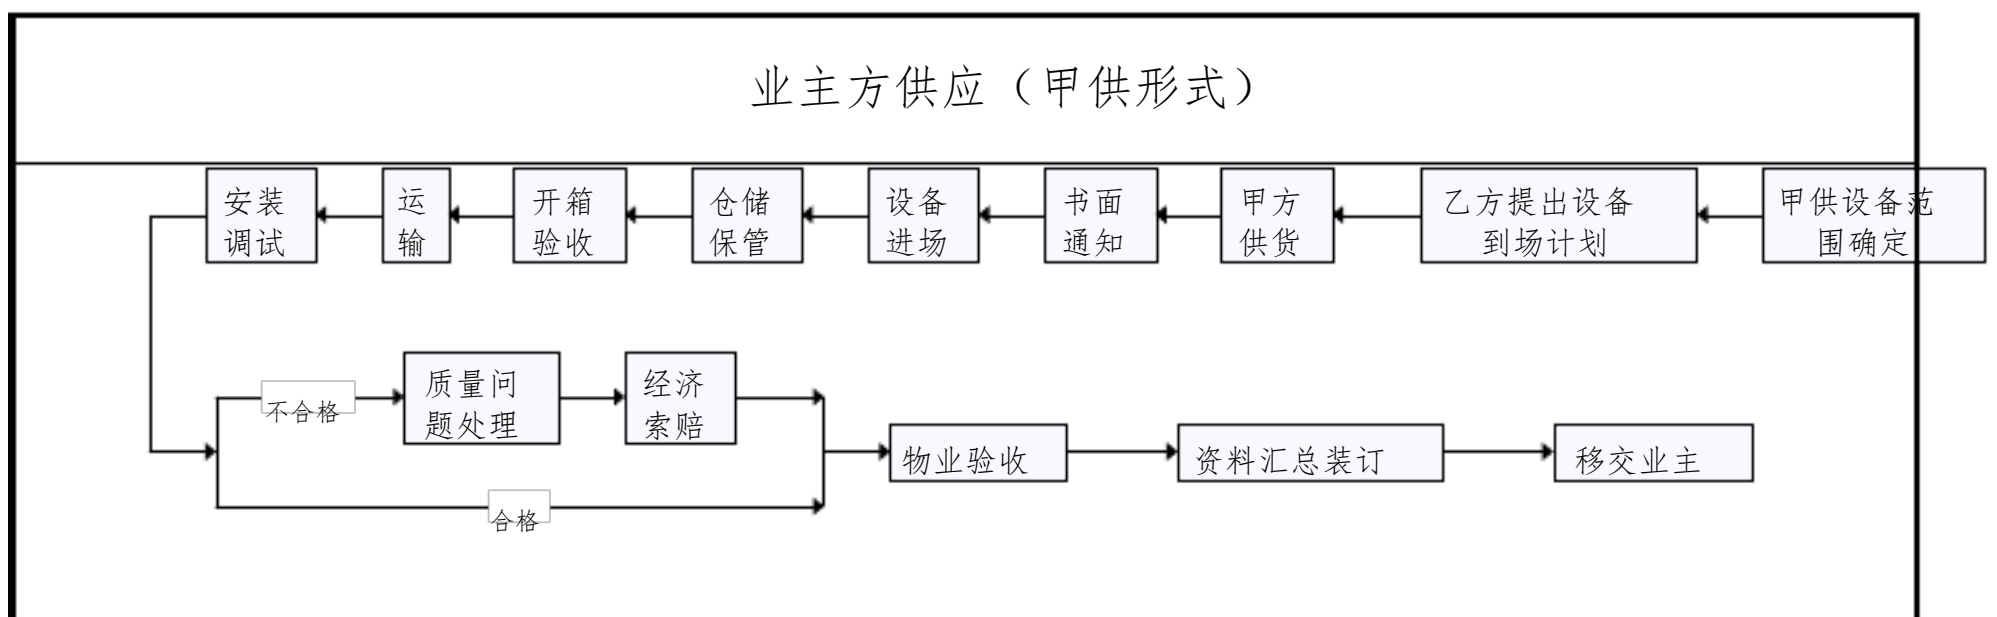 业主方供应（甲供形式）
安装
调试
运
输
开箱
验收
仓储
保管
设备
进场
书面
通知
甲方
供货
乙方提出设备
到场计划
甲供设备范
围确定
不合格
质量问
题处理
经济
索赔
合格
物业验收
资料汇总装订
移交业主